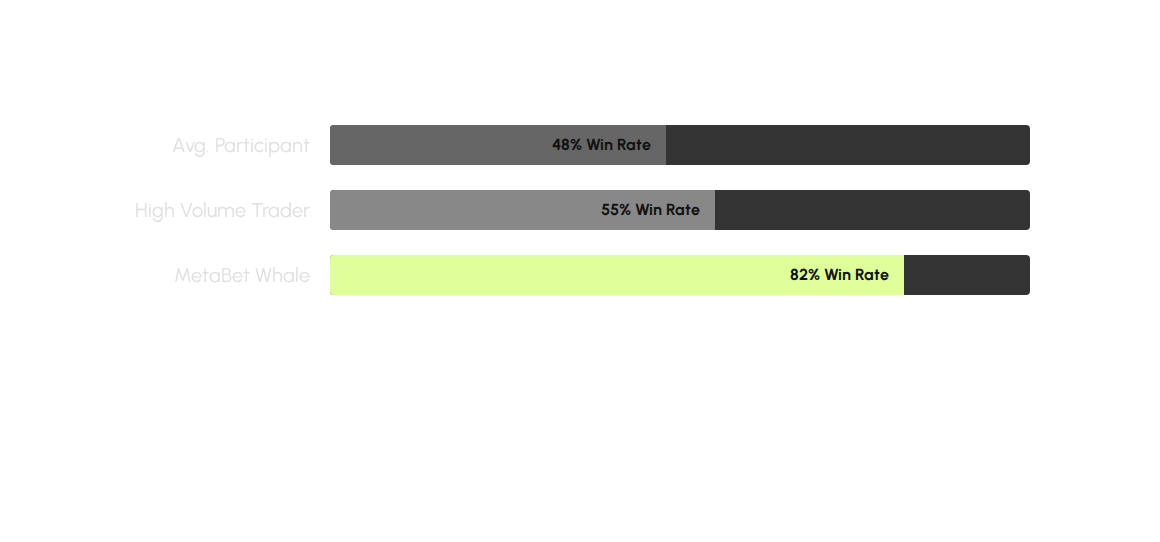 Avg. Participant 48% Win Rate
High Volume Trader 55% Win Rate
MetaBet Whale 82% Win Rate